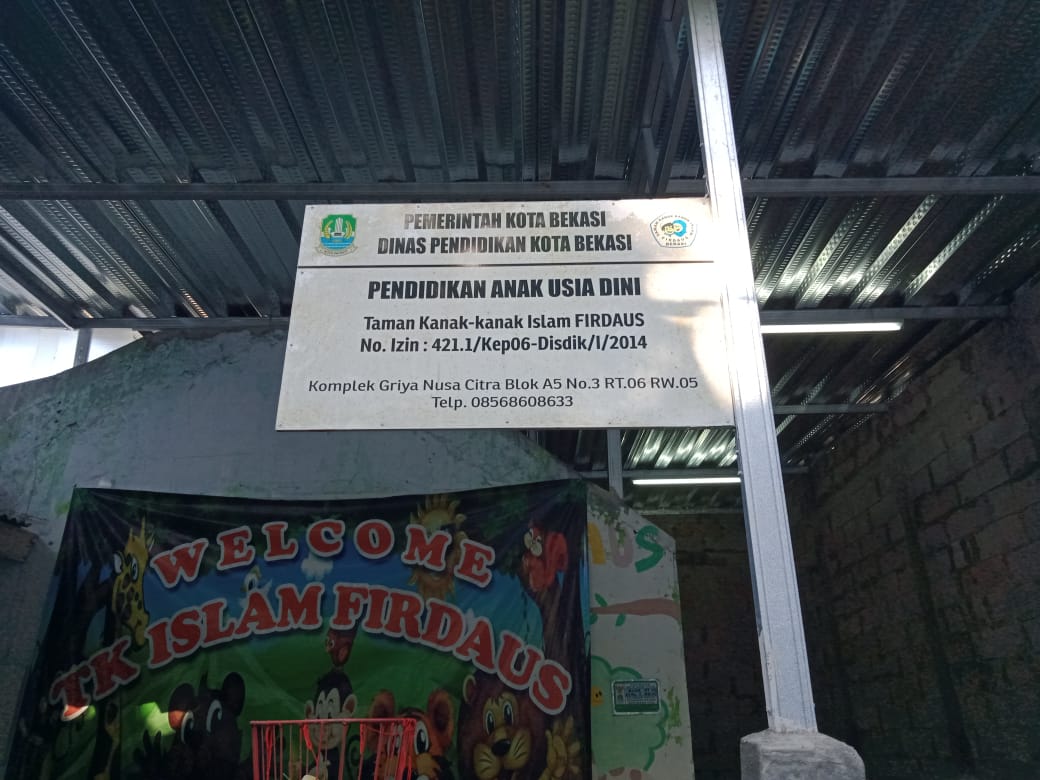 PEMERINTAH KOTA BEKASI
DINAS PENDIDIKAN KOTA BEKASI
FIRDAUS
BEKASI
PENDIDIKAN ANAK USIA DINI
Taman Kanak-kanak Islam FIRDAUS
No. Izin : 421.1/Kep06-Disdik/I/2014
Komplek Griya Nusa Citra Blok A5 No.3 RT.06 RW.05
Telp. 08568608633
WELCOME
TK ISLAM FIRDAUS